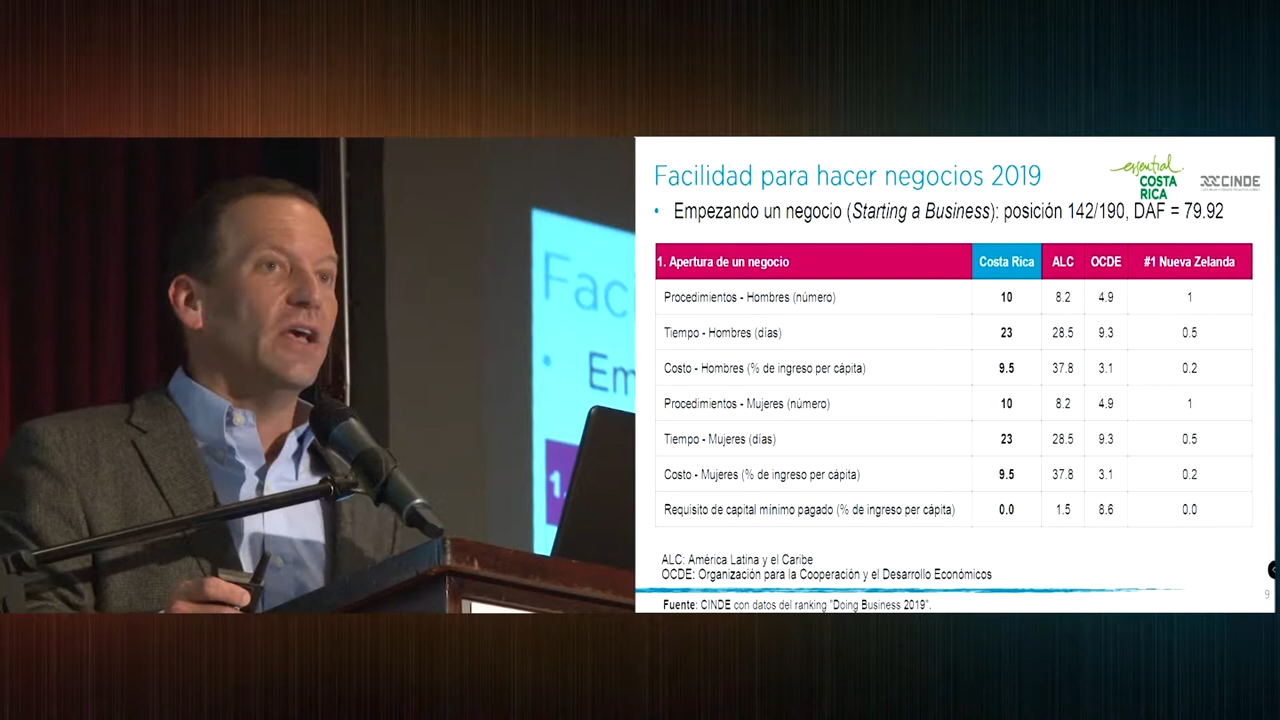 Fac
• Em
1.
Facilidad para hacer negocios 2019
essential
COSTA
RICA
CINDE
• Empezando un negocio (Starting a Business): posición 142/190, DAF = 79.92
1. Apertura de un negocio Costa Rica ALC OCDE #1 Nueva Zelanda
Procedimientos - Hombres (número) 10 8.2 4.9 1
Tiempo - Hombres (días) 23 28.5 9.3 0.5
Costo - Hombres (% de ingreso per cápita) 9.5 37.8 3.1 0.2
Procedimientos - Mujeres (número) 10 8.2 4.9 1
Tiempo - Mujeres (días) 23 28.5 9.3 0.5
Costo - Mujeres (% de ingreso per cápita) 9.5 37.8 3.1 0.2
Requisito de capital mínimo pagado (% de ingreso per cápita) 0.0 1.5 8.6 0.0
ALC: América Latina y el Caribe
OCDE: Organización para la Cooperación y el Desarrollo Económicos
Fuente: CINDE con datos del ranking "Doing Business 2019".
9